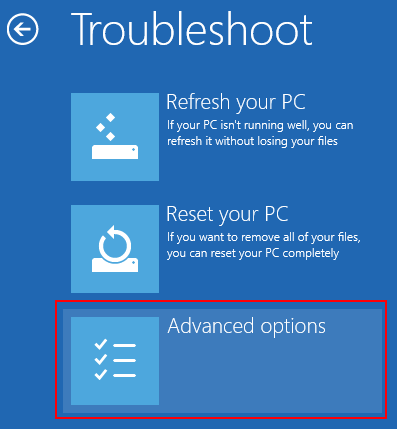 Troubleshoot
Refresh your PC
If your PC isn't running well, you can
refresh it without losing your files
Reset your PC
If you want to remove all of your files,
you can reset your PC completely
Advanced options